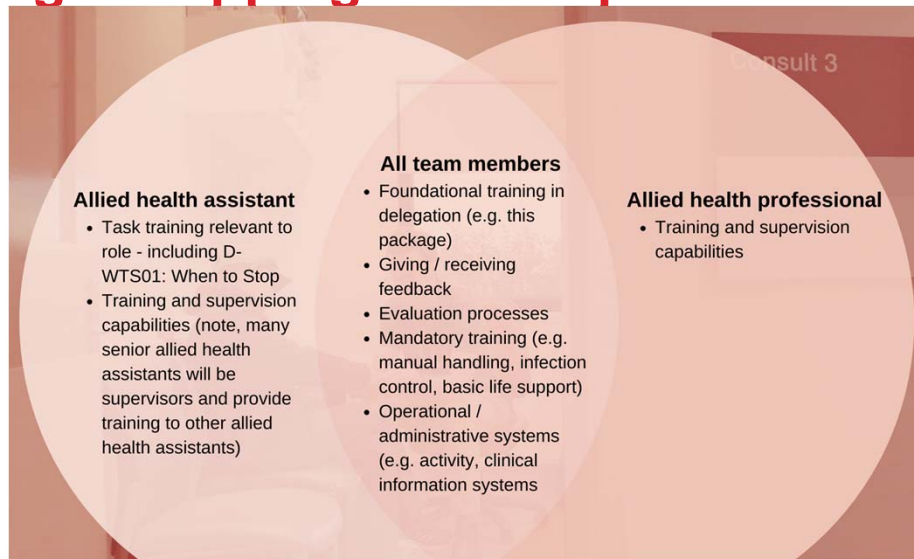 Consult 3
Allied health assistant
• Task training relevant to
role - including D-
WTS01: When to Stop
• Training and supervision
capabilities (note, many
senior allied health
assistants will be
supervisors and provide
training to other allied
health assistants)
All team members
• Foundational training in
delegation (e.g. this
package)
• Giving / receiving
feedback
• Evaluation processes
• Mandatory training (e.g.
manual handling, infection
control, basic life support)
• Operational /
administrative systems
(e.g. activity, clinical
information systems
Allied health professional
• Training and supervision
capabilities